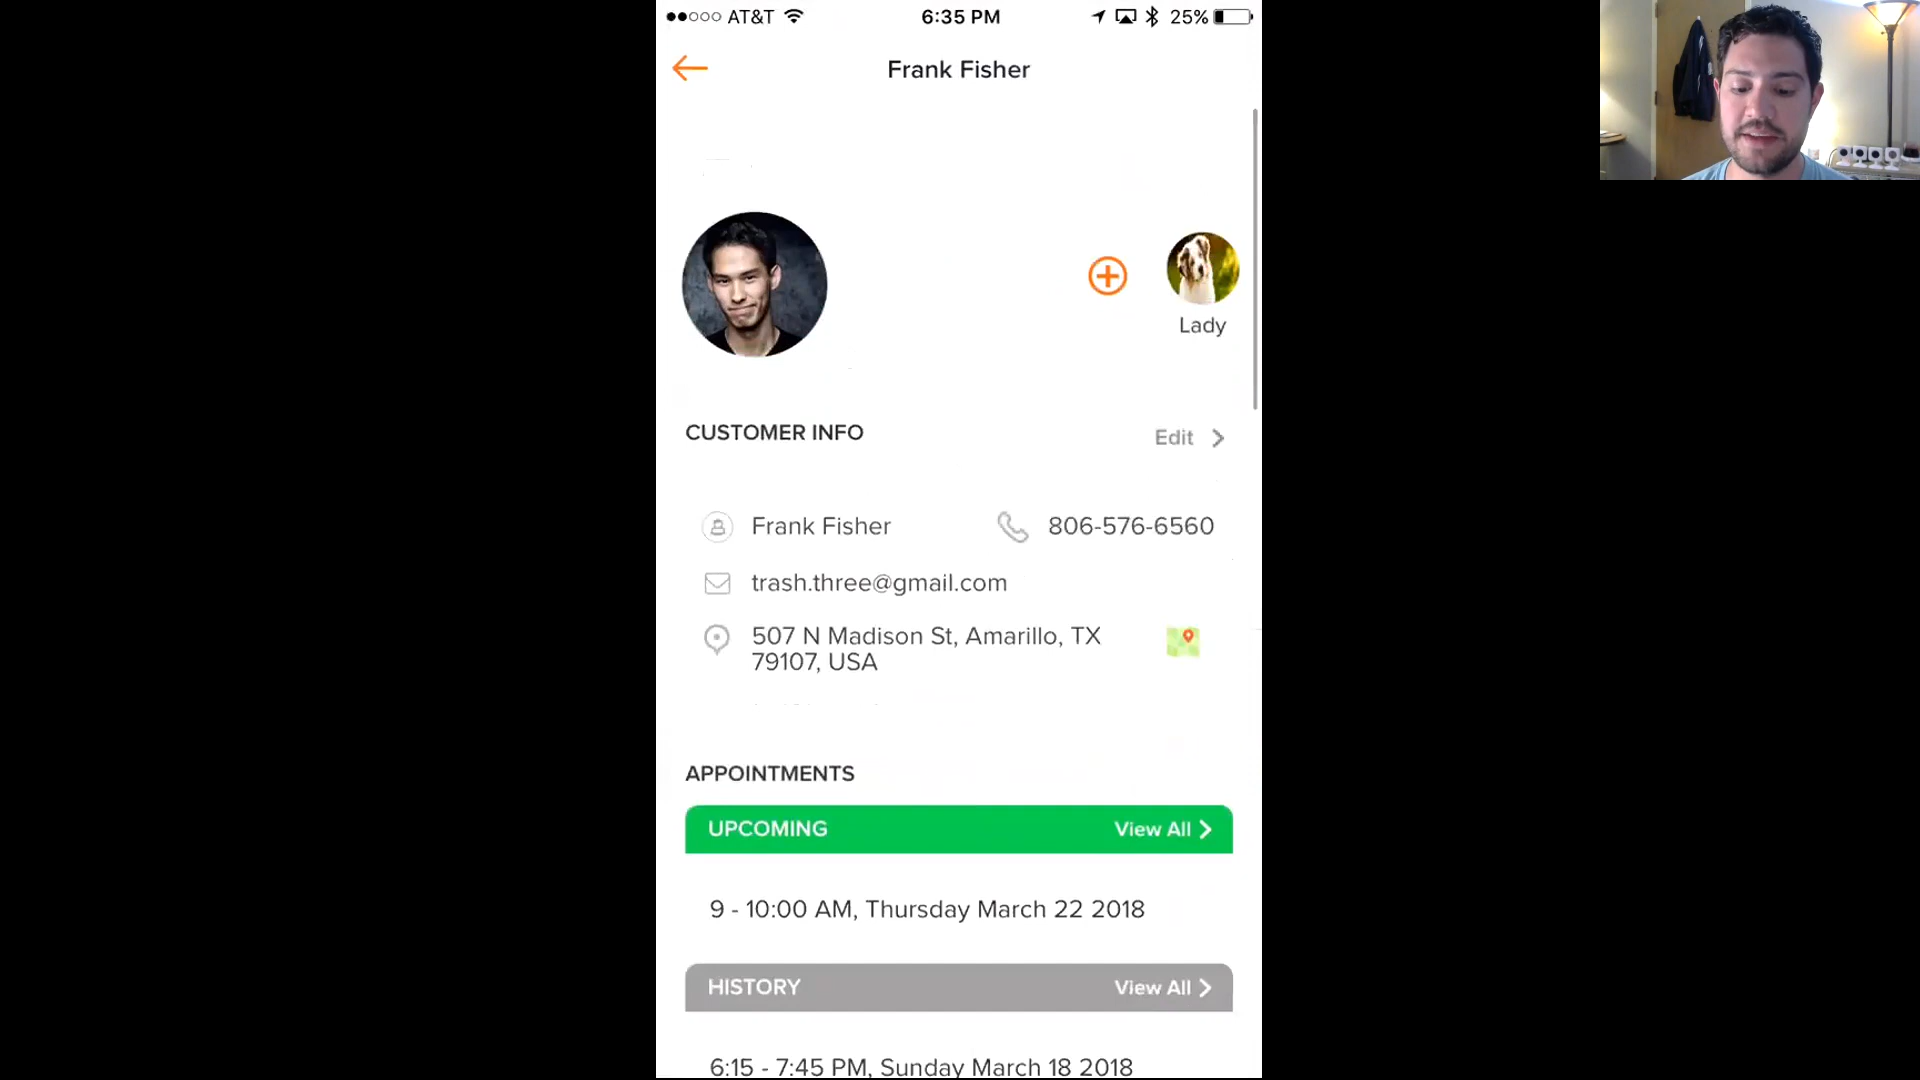 AT&T 6:35 PM 25%
Frank Fisher
Lady
CUSTOMER INFO Edit
Frank Fisher 806-576-6560
trash.three@gmail.com
507 N Madison St, Amarillo, TX
79107, USA
APPOINTMENTS
UPCOMING View All
9 - 10:00 AM, Thursday March 22 2018
HISTORY View All
6:15 - 7:45 PM, Sunday March 18 2018